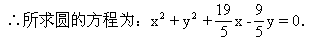 ∴所求圆的方程为：x² + y² + 19/5 x - 9/5 y = 0.